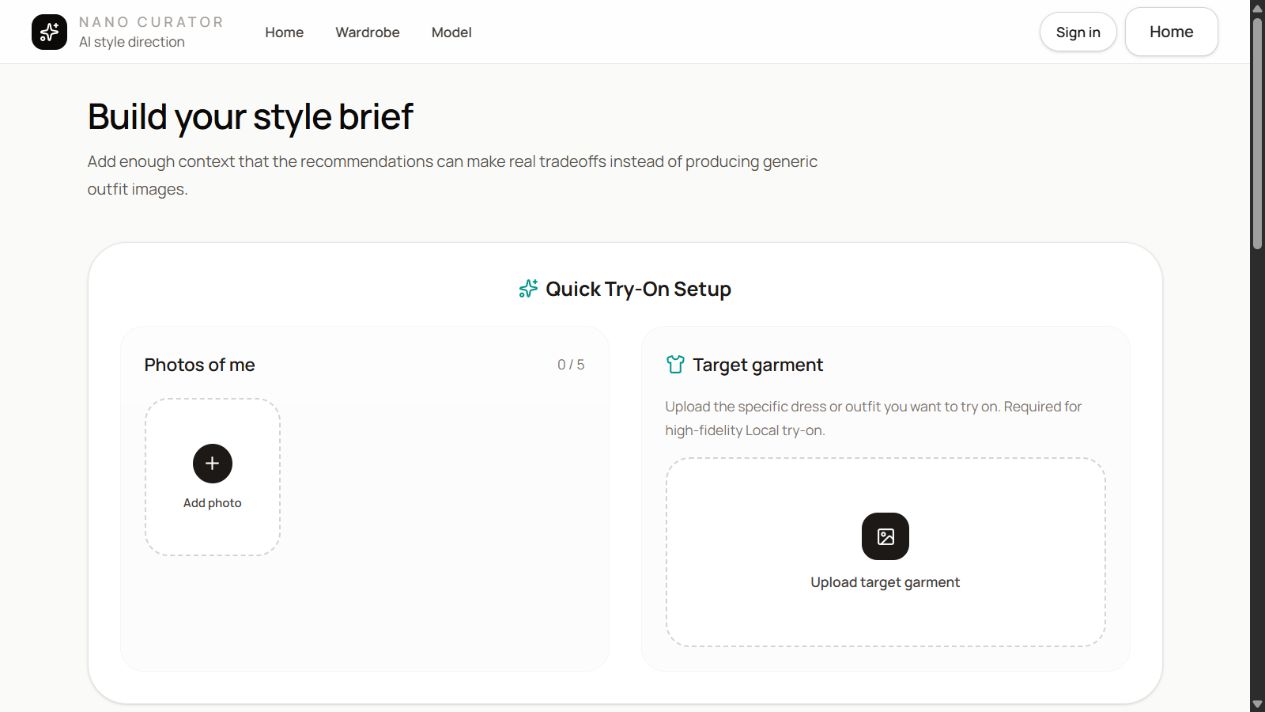 NANO CURATOR
AI style direction
Home
Wardrobe
Model
Sign in
Home
Build your style brief
Add enough context that the recommendations can make real tradeoffs instead of producing generic
outfit images.
Quick Try-On Setup
Photos of me
0 / 5
Add photo
Target garment
Upload the specific dress or outfit you want to try on. Required for
high-fidelity Local try-on.
Upload target garment